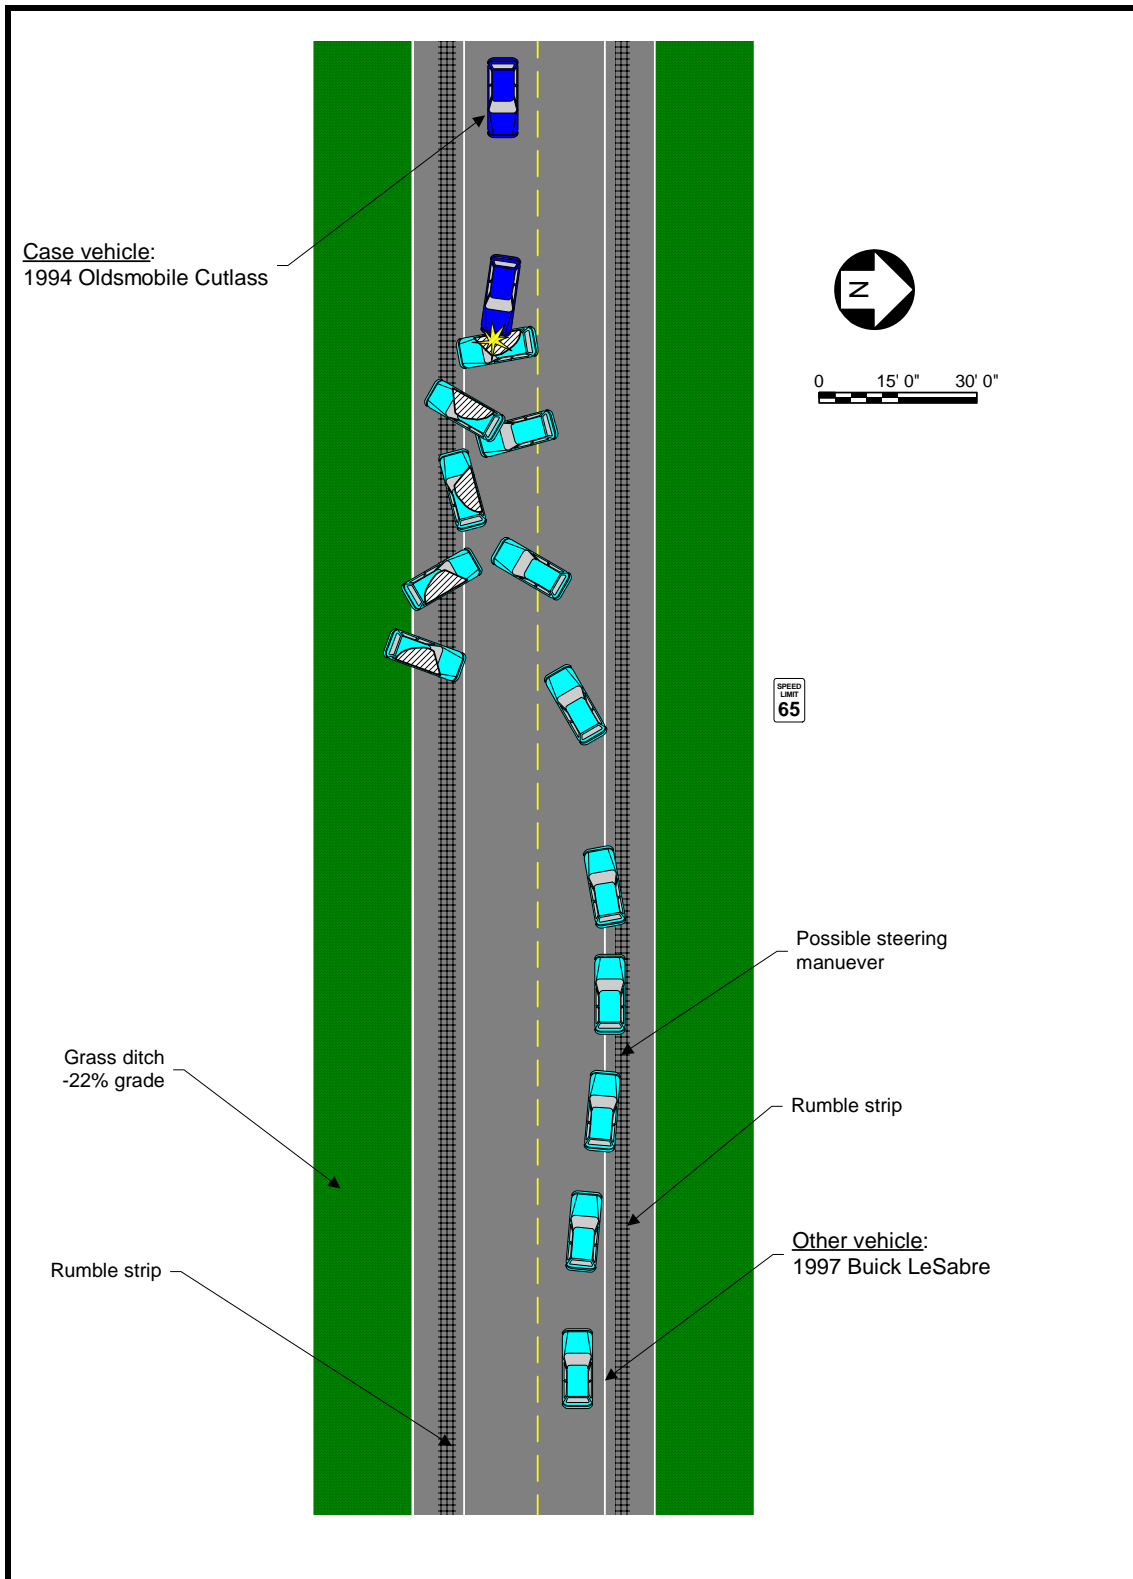 Case vehicle:
1994 Oldsmobile Cutlass
N
0 15' 0" 30' 0"
SPEED
LIMIT
65
Possible steering
manuever
Grass ditch
-22% grade
Rumble strip
Other vehicle:
1997 Buick LeSabre
Rumble strip